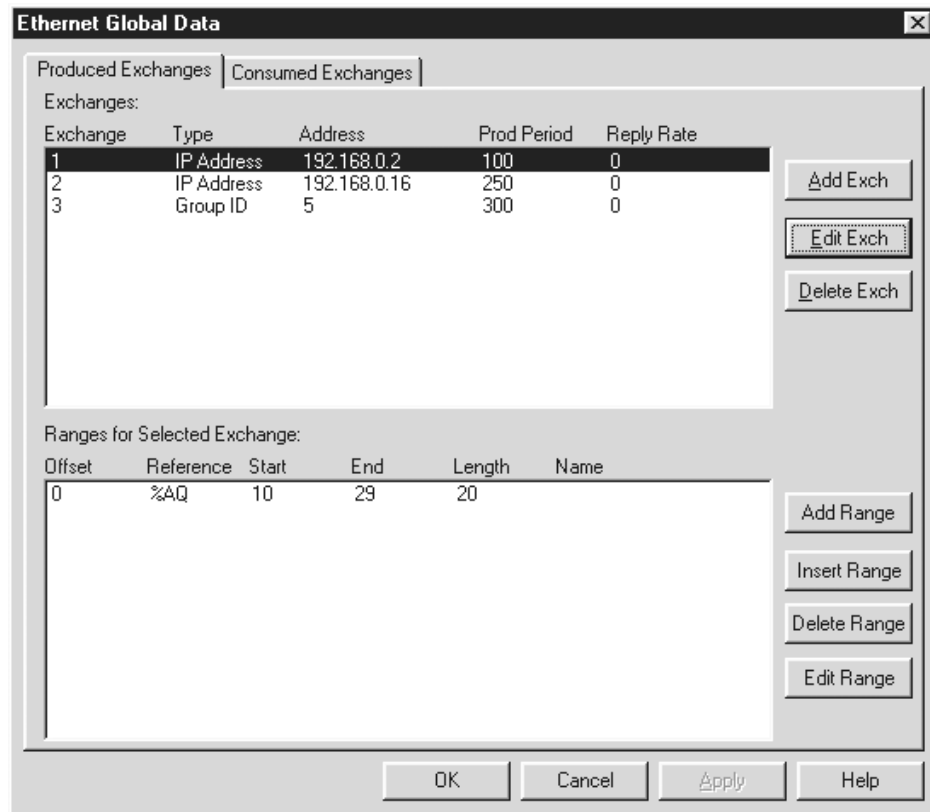 Ethernet Global Data
Produced Exchanges Consumed Exchanges
Exchanges:
Exchange Type Address Prod Period Reply Rate
1 IP Address 192.168.0.2 100 0
2 IP Address 192.168.0.16 250 0
3 Group ID 5 300 0
Add Exch
Edit Exch
Delete Exch
Ranges for Selected Exchange:
Offset Reference Start End Length Name
0 %AQ 10 29 20
Add Range
Insert Range
Delete Range
Edit Range
OK Cancel Apply Help